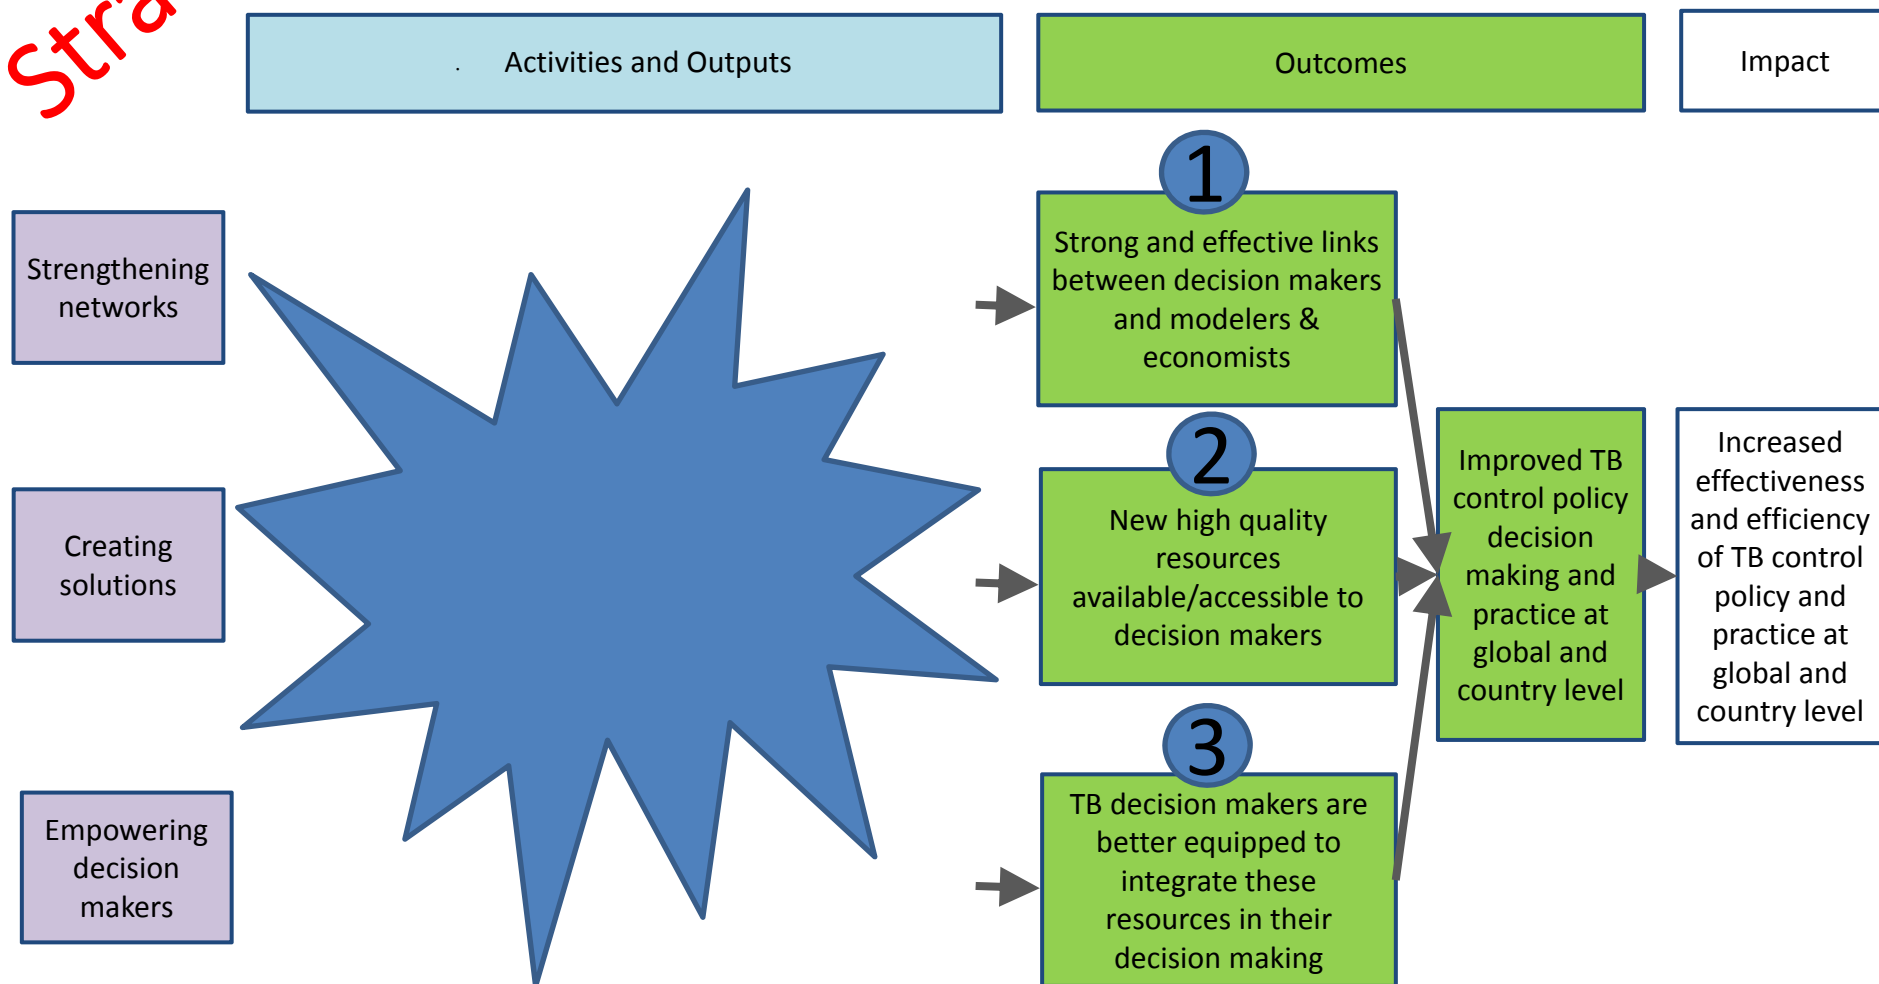 Stra
. Activities and Outputs
Outcomes
Impact
Strengthening
networks
Creating
solutions
Empowering
decision
makers
1
Strong and effective links
between decision makers
and modelers &
economists
2
New high quality
resources
available/accessible to
decision makers
3
TB decision makers are
better equipped to
integrate these
resources in their
decision making
Improved TB
control policy
decision
making and
practice at
global and
country level
Increased
effectiveness
and efficiency
of TB control
policy and
practice at
global and
country level